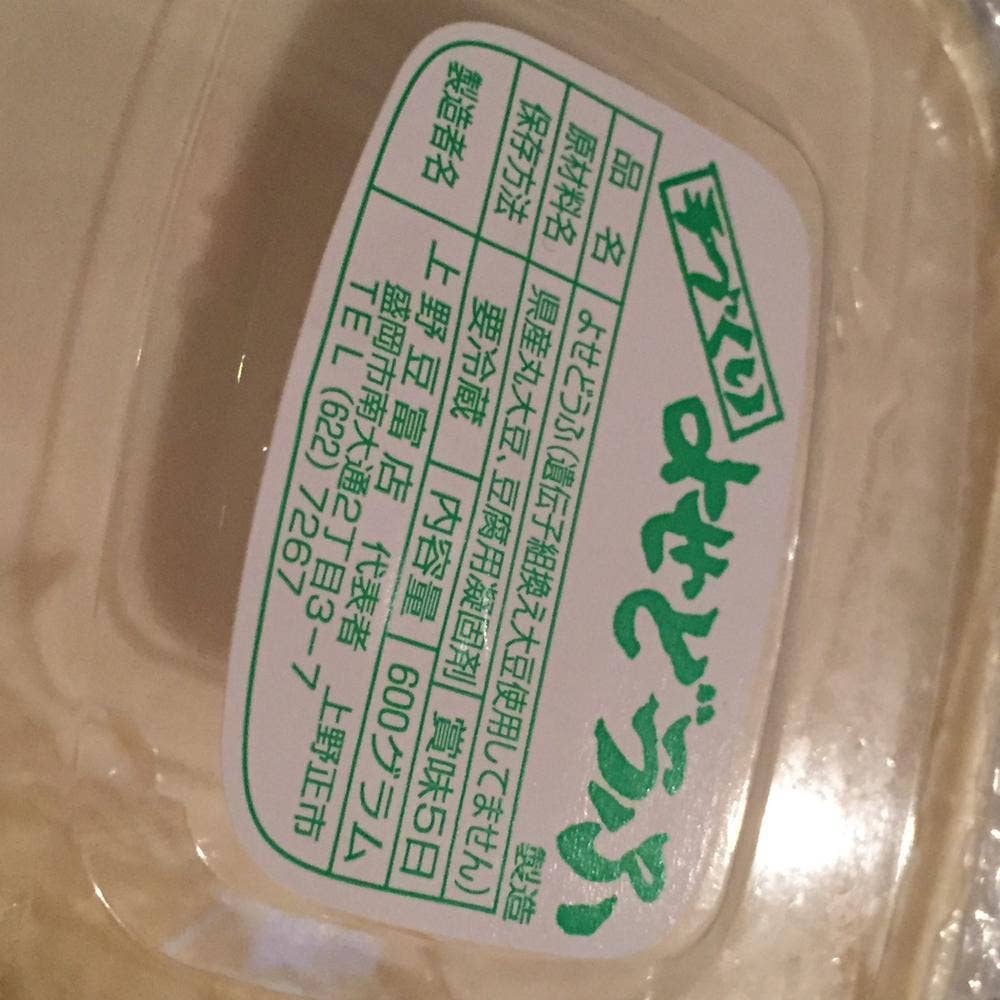 手づくり
よせどうふ
製造
品名 よせどうふ(遺伝子組換え大豆使用してません)
原材料名 県産丸大豆、豆腐用凝固剤 賞味5日
保存方法 要冷蔵 内容量 600グラム
製造者名 上野豆富店 代表者 上野正市
盛岡市南大通2丁目3-7
TEL(622)7267